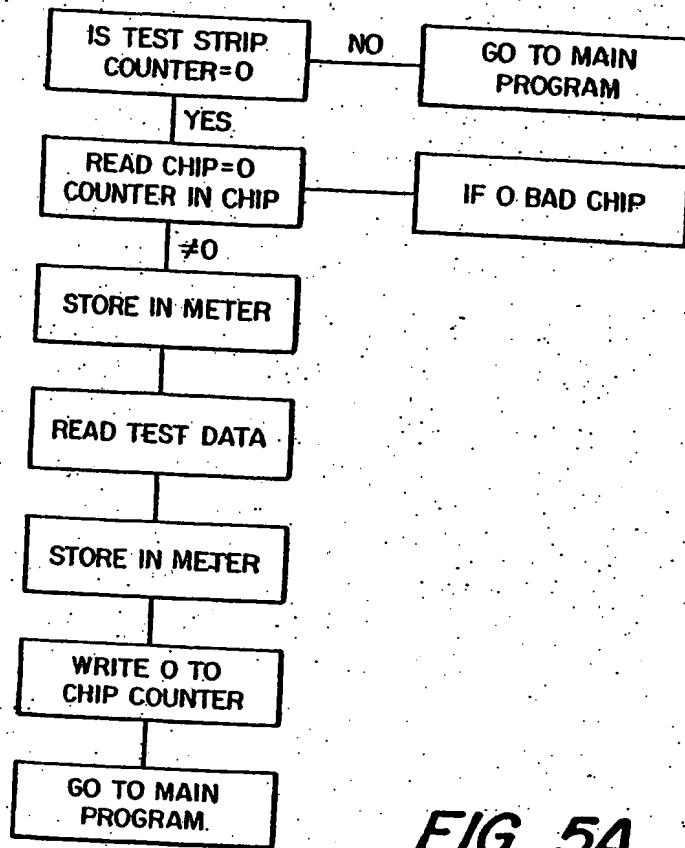 IS TEST STRIP
COUNTER=0
NO
GO TO MAIN
PROGRAM
YES
READ CHIP=0
COUNTER IN CHIP
IF 0 BAD CHIP
≠0
STORE IN METER
READ TEST DATA
STORE IN METER
WRITE 0 TO
CHIP COUNTER
GO TO MAIN
PROGRAM
FIG. 5A